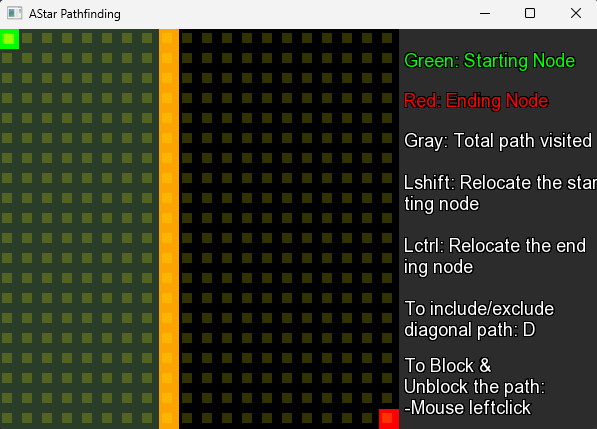 AStar Pathfinding
Green: Starting Node
Red: Ending Node
Gray: Total path visited
Lshift: Relocate the star
ting node
Lctrl: Relocate the end
ing node
To include/exclude
diagonal path: D
To Block &
Unblock the path:
-Mouse leftclick